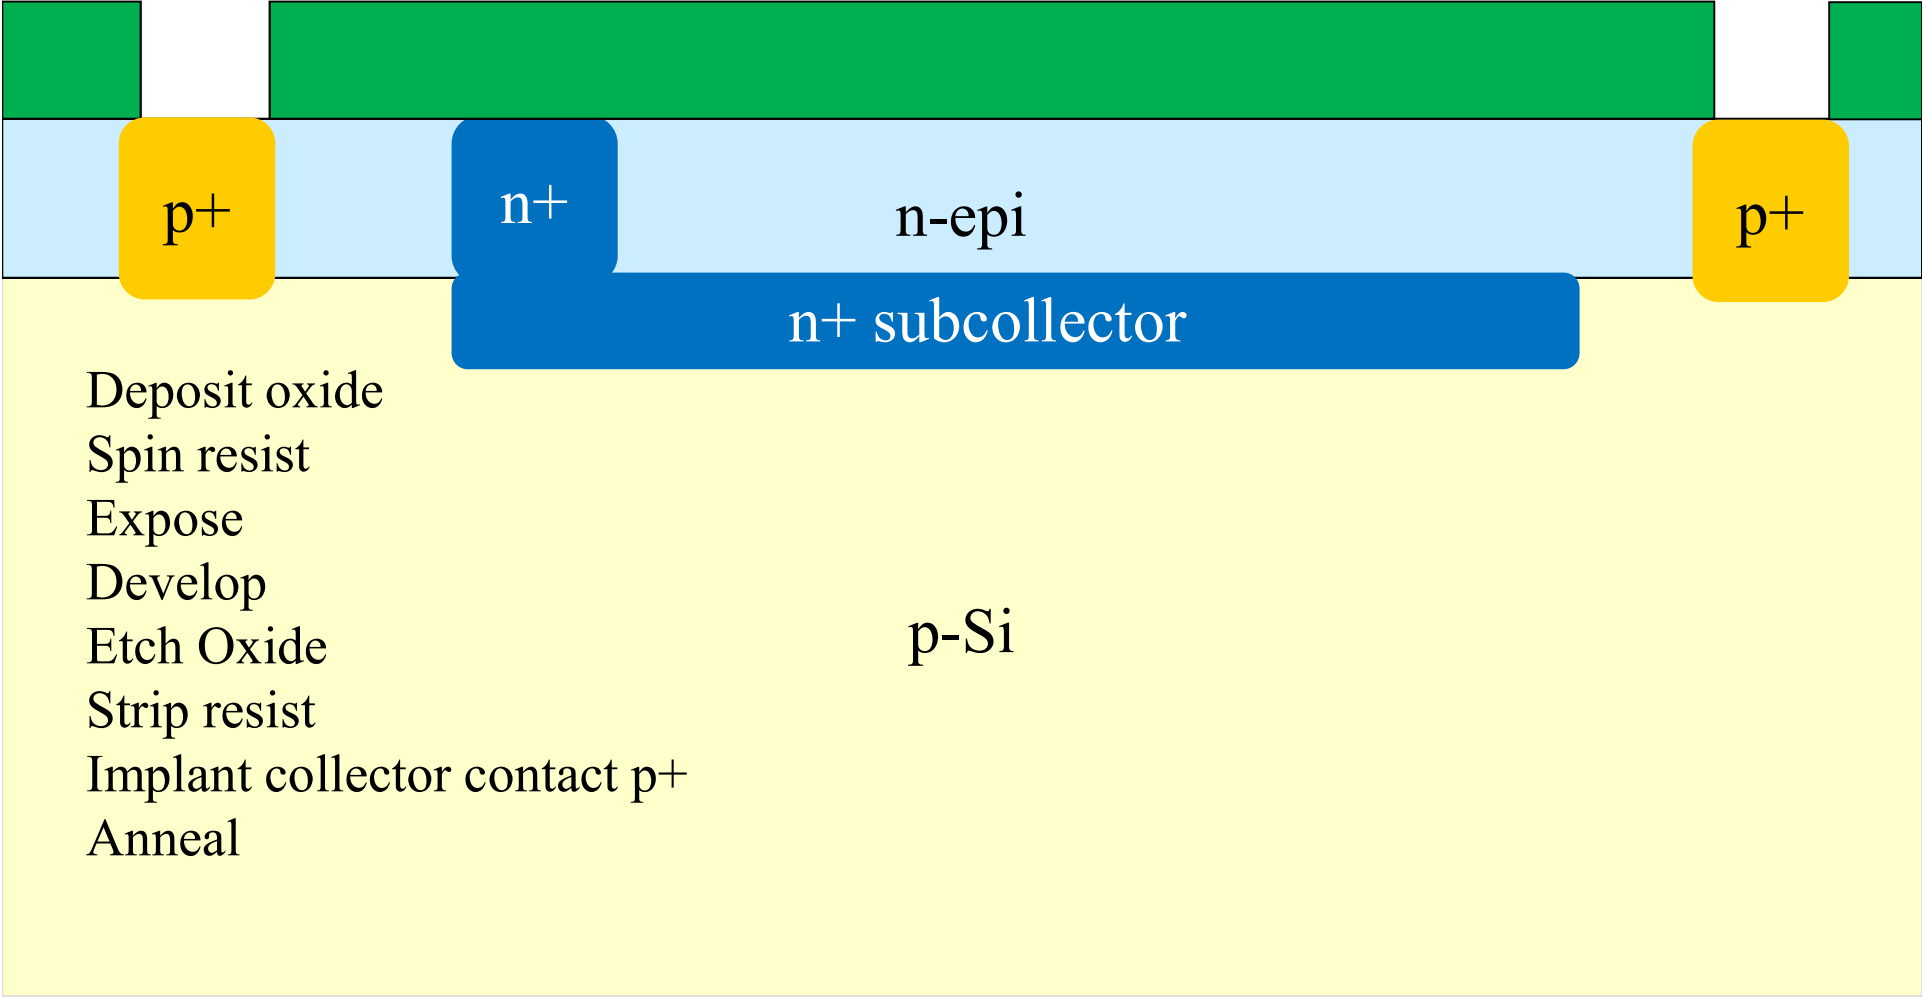 p+
n+
n-epi
p+
n+ subcollector
Deposit oxide
Spin resist
Expose
Develop
Etch Oxide
Strip resist
Implant collector contact p+
Anneal
p-Si